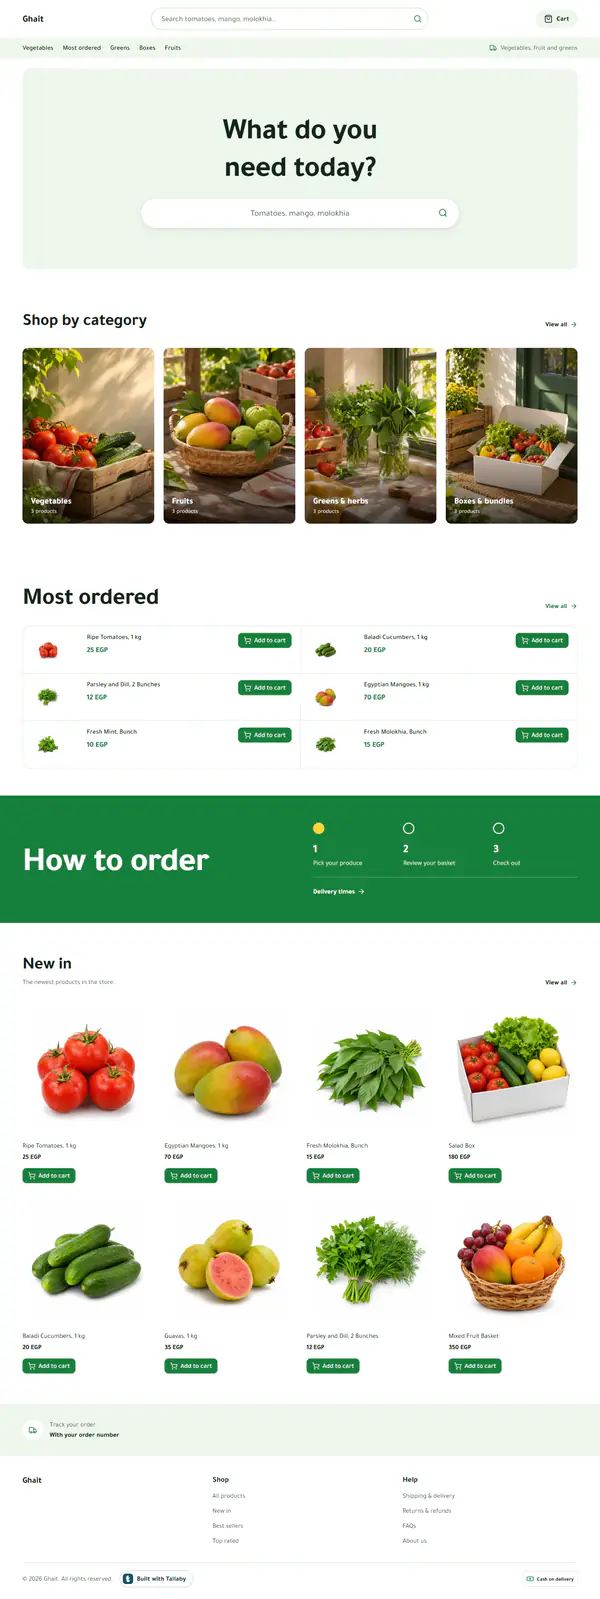 Ghait
Search tomatoes, mango, molokhia...
Cart
Vegetables
Most ordered
Greens
Boxes
Fruits
Vegetables, fruit and greens
What do you
need today?
Tomatoes, mango, molokhia
Shop by category
View all
Vegetables
3 products
Fruits
3 products
Greens & herbs
3 products
Boxes & bundles
3 products
Most ordered
View all
Ripe Tomatoes, 1 kg
25 EGP
Add to cart
Baladi Cucumbers, 1 kg
20 EGP
Add to cart
Parsley and Dill, 2 Bunches
12 EGP
Add to cart
Egyptian Mangoes, 1 kg
70 EGP
Add to cart
Fresh Mint, Bunch
10 EGP
Add to cart
Fresh Molokhia, Bunch
15 EGP
Add to cart
How to order
1
Pick your produce
2
Review your basket
3
Check out
Delivery times
New in
The newest products in the store.
View all
Ripe Tomatoes, 1 kg
25 EGP
Add to cart
Egyptian Mangoes, 1 kg
70 EGP
Add to cart
Fresh Molokhia, Bunch
15 EGP
Add to cart
Salad Box
180 EGP
Add to cart
Baladi Cucumbers, 1 kg
20 EGP
Add to cart
Guavas, 1 kg
35 EGP
Add to cart
Parsley and Dill, 2 Bunches
12 EGP
Add to cart
Mixed Fruit Basket
350 EGP
Add to cart
Track your order
With your order number
Ghait
Shop
All products
New in
Best sellers
Top rated
Help
Shipping & delivery
Returns & refunds
FAQs
About us
© 2026 Ghait. All rights reserved.
t
Built with Tallaby
Cash on delivery